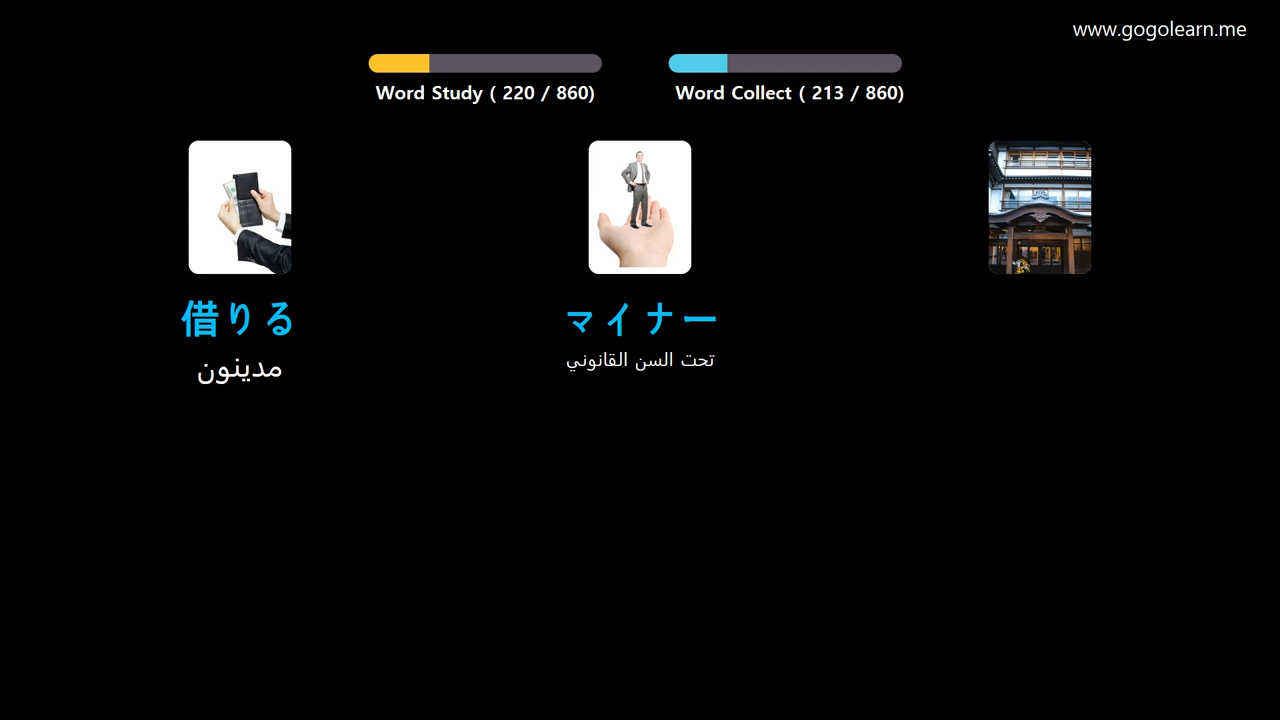 www.gogolearn.me
Word Study ( 220 / 860)
Word Collect ( 213 / 860)
借りる
مدينون
マイナー
تحت السن القانوني